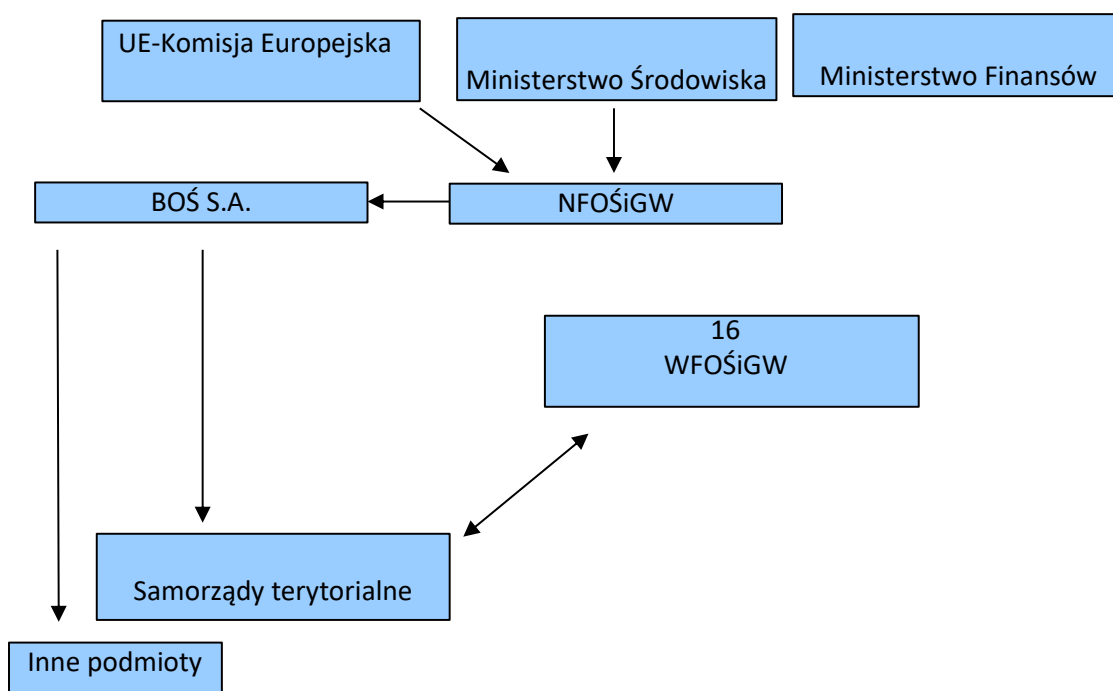 UE-Komisja Europejska
Ministerstwo Środowiska
Ministerstwo Finansów
BOŚ S.A.
NFOŚiGW
16
WFOŚiGW
Samorządy terytorialne
Inne podmioty